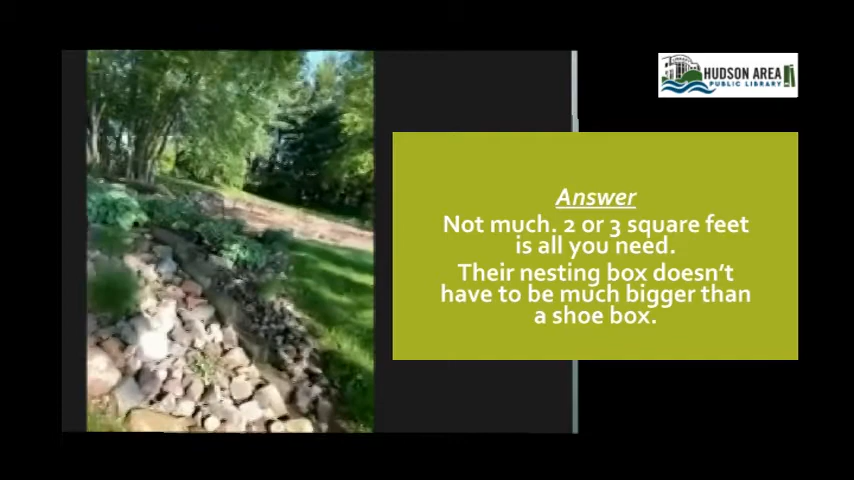 HUDSON AREA
PUBLIC LIBRARY
Answer
Not much. 2 or 3 square feet
is all you need.
Their nesting box doesn't
have to be much bigger than
a shoe box.